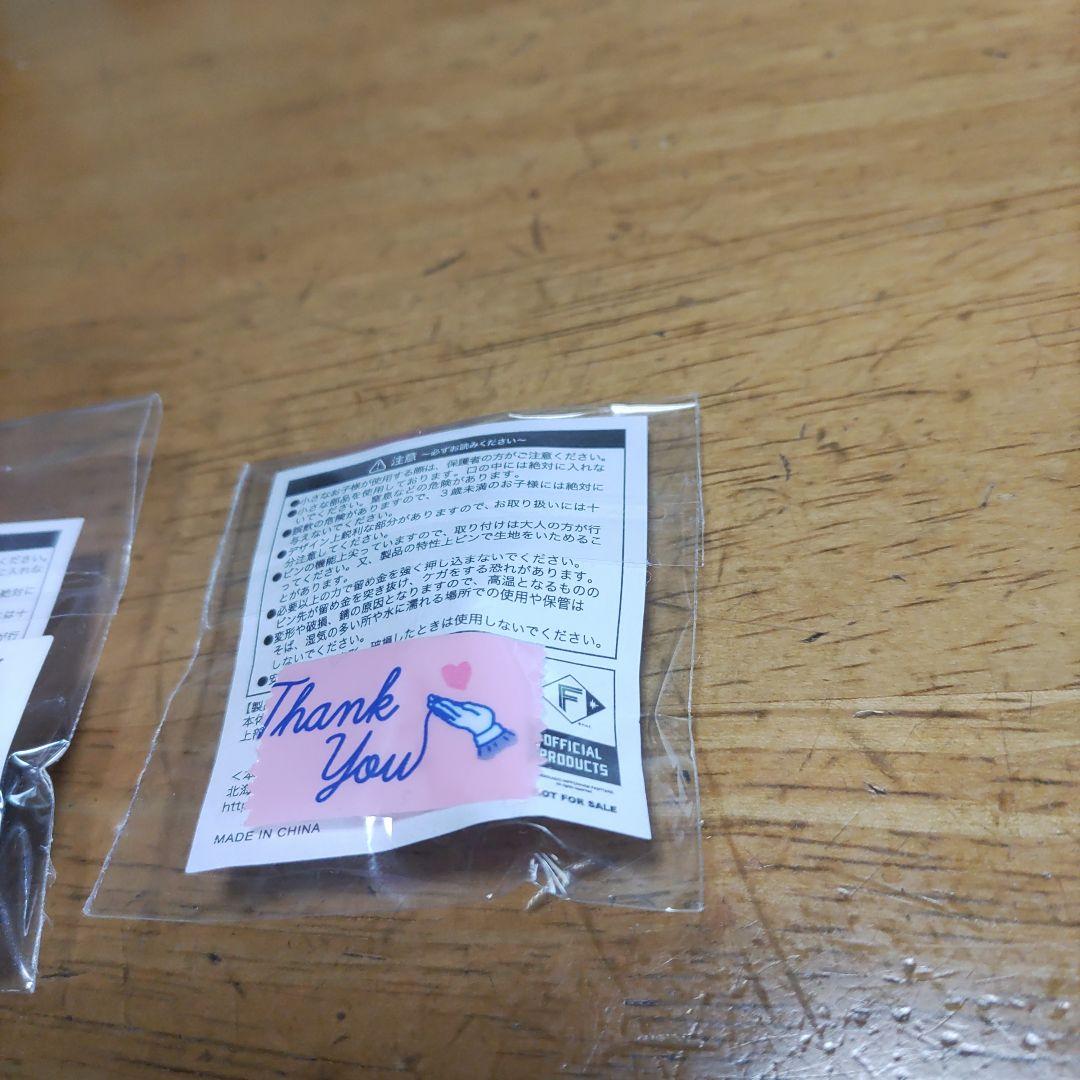 注意 ～必ずお読みください～
●小さなお子様が使用する際は、保護者の方がご注意ください。
●小さな部品を使用しております。口の中には絶対に入れな
いでください。窒息などの危険があります。
●誤飲の危険がありますので、3歳未満のお子様には絶対に
与えないでください。
●デザイン上鋭利な部分がありますので、お取り扱いには十
分注意してください。
●ピンの機能上尖っていますので、取り付けは大人の方が行
ってください。又、製品の特性上ピンで生地をいためるこ
とがあります。
●必要以上の力で留め金を強く押し込まないでください。
ピン先が留め金を突き抜け、ケガをする恐れがあります。
●変形や破損、錆の原因となりますので、高温となるものの
そば、湿気の多い所や水に濡れる場所での使用や保管は
しないでください。
破損したときは使用しないでください。
Thank
You
F
OFFICIAL
PRODUCTS
NOT FOR SALE
【製
本体
上
北海
http
MADE IN CHINA